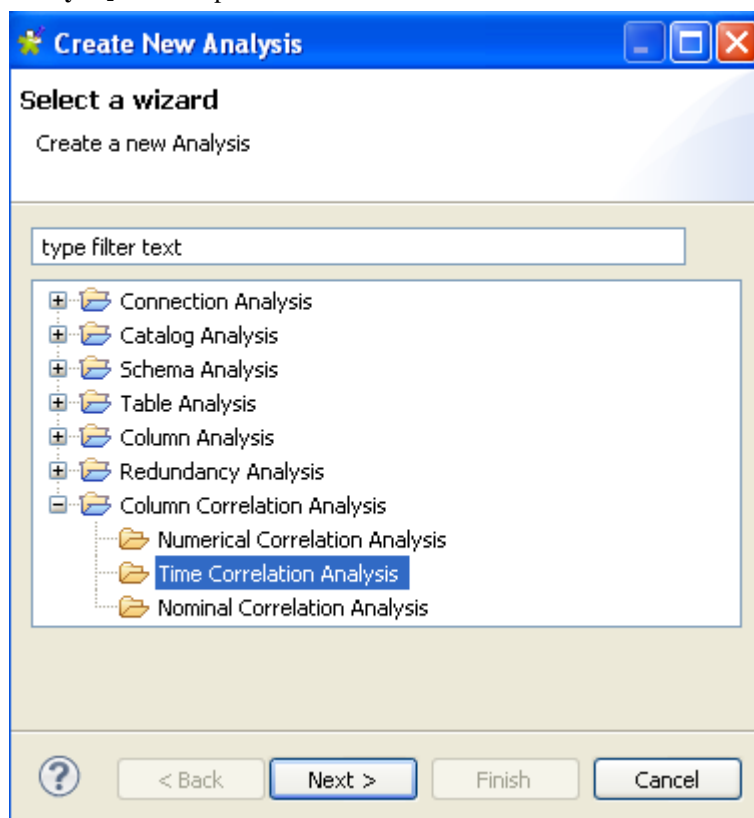 Create New Analysis
Select a wizard
Create a new Analysis
type filter text
Connection Analysis
Catalog Analysis
Schema Analysis
Table Analysis
Column Analysis
Redundancy Analysis
Column Correlation Analysis
Numerical Correlation Analysis
Time Correlation Analysis
Nominal Correlation Analysis
? < Back Next > Finish Cancel